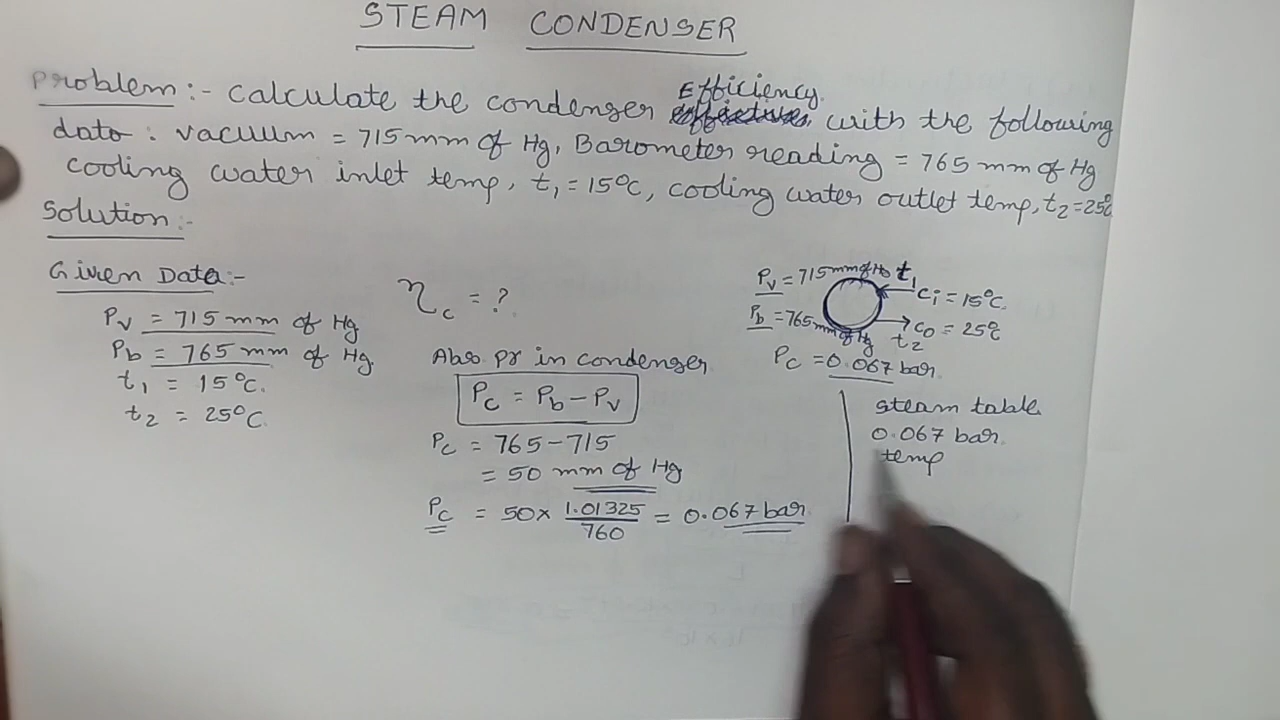 STEAM CONDENSER
Problem:- Calculate the condenser Efficiency with the following
data: vacuum = 715 mm of Hg, Barometer reading = 765 mm of Hg
cooling water inlet temp, t₁ = 15°C, cooling water outlet temp, t₂ = 25°C
Solution:-
Given Data:-
Pv = 715 mm of Hg
Pb = 765 mm of Hg
t₁ = 15°C.
t₂ = 25°C.
ηc = ?
Abs pr in condenser
Pc = Pb - Pv
Pc = 765 - 715
= 50 mm of Hg
Pc = 50 × 1.01325/760 = 0.067 bar
Pv = 715 mm of Hg t₁
Ci = 15°C.
Pb = 765 mm of Hg
Co = 25°C
t₂
Pc = 0.067 bar.
steam table
0.067 bar.
temp